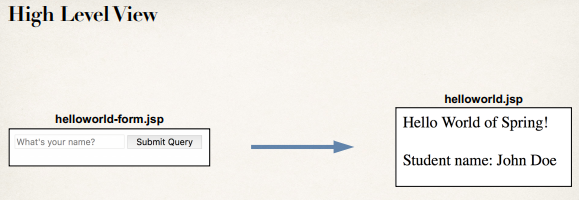 High Level View
helloworld-form.jsp
What's your name? Submit Query
helloworld.jsp
Hello World of Spring!
Student name: John Doe